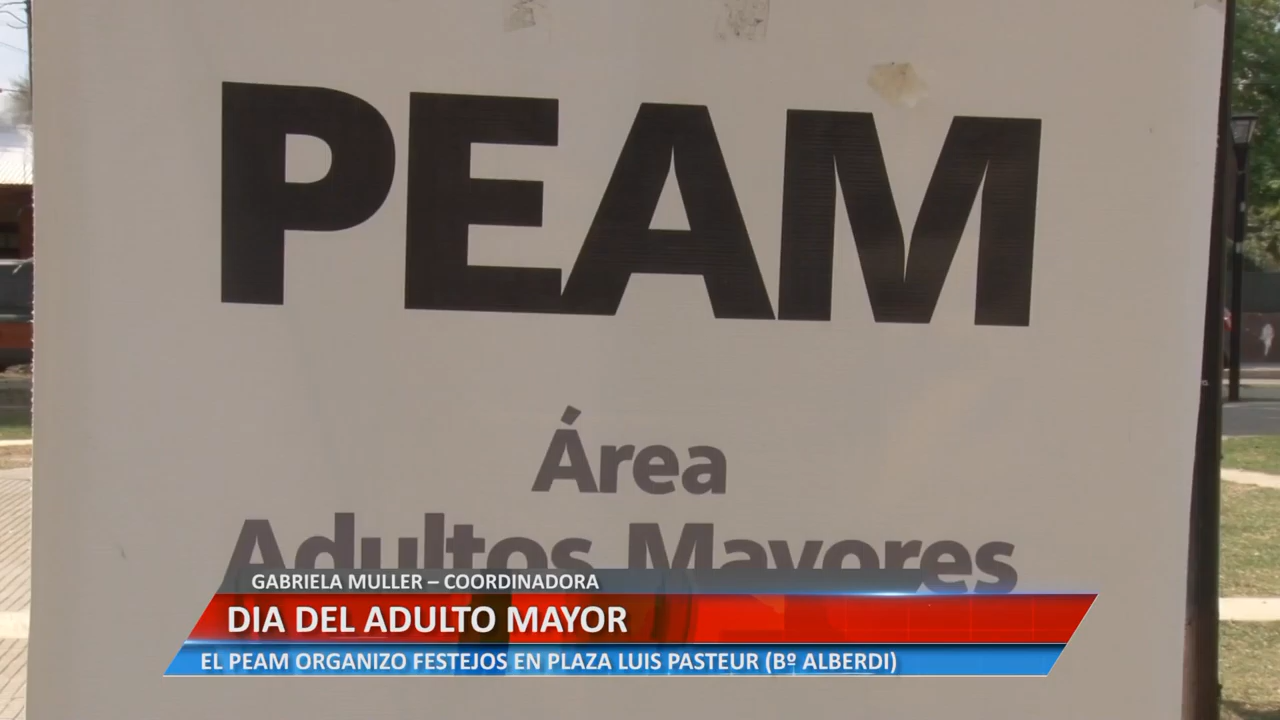 PEAM
Área
Adultos Mayores
GABRIELA MULLER – COORDINADORA
DIA DEL ADULTO MAYOR
EL PEAM ORGANIZO FESTEJOS EN PLAZA LUIS PASTEUR (Bº ALBERDI)